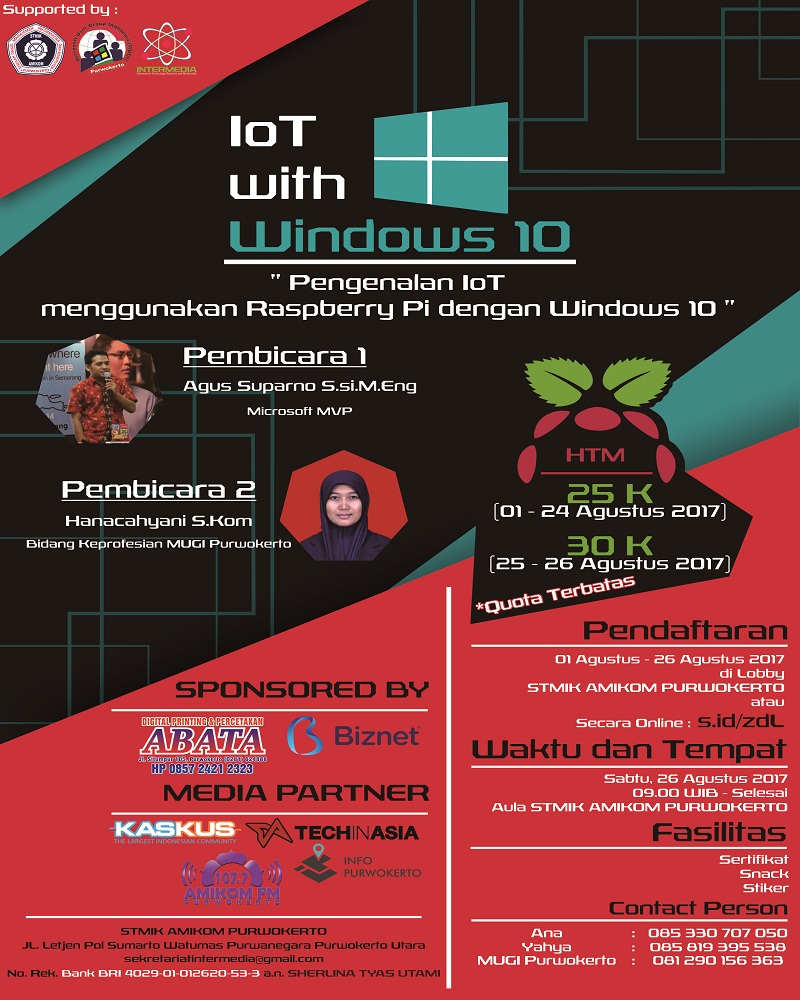 Supported by :
STMIK
AMIKOM
PURWOKERTO
Purwokerto
INTERMEDIA
IoT
with
Windows 10
" Pengenalan IoT
menggunakan Raspberry Pi dengan Windows 10 "
Pembicara 1
Agus Suparno S.si.M.Eng
Microsoft MVP
Pembicara 2
Hanacahyani S.Kom
Bidang Keprofesian MUGI Purwokerto
HTM
25 K
(01 - 24 Agustus 2017)
30 K
(25 - 26 Agustus 2017)
*Quota Terbatas
Pendaftaran
01 Agustus - 26 Agustus 2017
di Lobby
STMIK AMIKOM PURWOKERTO
atau
Secara Online : s.id/zdL
Waktu dan Tempat
Sabtu, 26 Agustus 2017
09.00 WIB - Selesai
Aula STMIK AMIKOM PURWOKERTO
Fasilitas
Sertifikat
Snack
Stiker
Contact Person
Ana : 085 330 707 050
Yahya : 085 819 395 538
MUGI Purwokerto : 081 290 156 363
SPONSORED BY
DIGITAL PRINTING & PERCETAKAN
ABATA
HP 0857 2421 2323
Biznet
MEDIA PARTNER
KASKUS
THE LARGEST INDONESIAN COMMUNITY
TECHINASIA
107.7
AMIKOM FM
PURWOKERTO
INFO
PURWOKERTO
STMIK AMIKOM PURWOKERTO
JL. Letjen Pol Sumarto Watumas Purwanegara Purwokerto Utara
sekretariatintermedia@gmail.com
No. Rek. Bank BRI 4029-01-012620-53-3 a.n. SHERLINA TYAS UTAMI